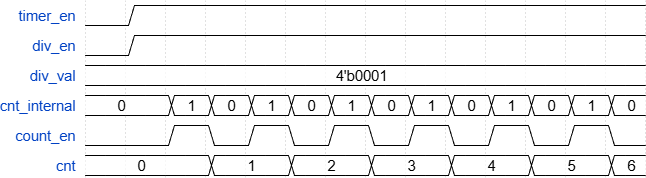 timer_en
div_en
div_val 4'b0001
cnt_internal 0 1 0 1 0 1 0 1 0 1 0 1 0
count_en
cnt 0 1 2 3 4 5 6